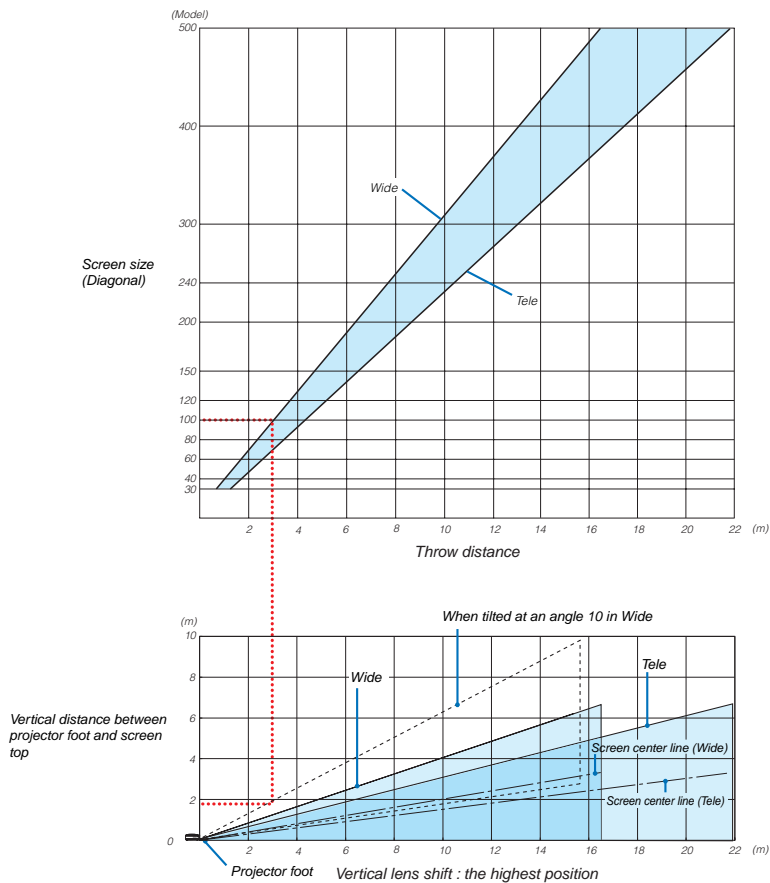 (Model)
500
400
300
240
200
150
120
100
80
60
40
30
Wide
Tele
Screen size
(Diagonal)
2 4 6 8 10 12 14 16 18 20 22 (m)
Throw distance
(m)
When tilted at an angle 10 in Wide
10
8
6
4
2
0
Wide
Tele
Vertical distance between
projector foot and screen
top
Screen center line (Wide)
Screen center line (Tele)
2 4 6 8 10 12 14 16 18 20 22 (m)
Projector foot
Vertical lens shift : the highest position